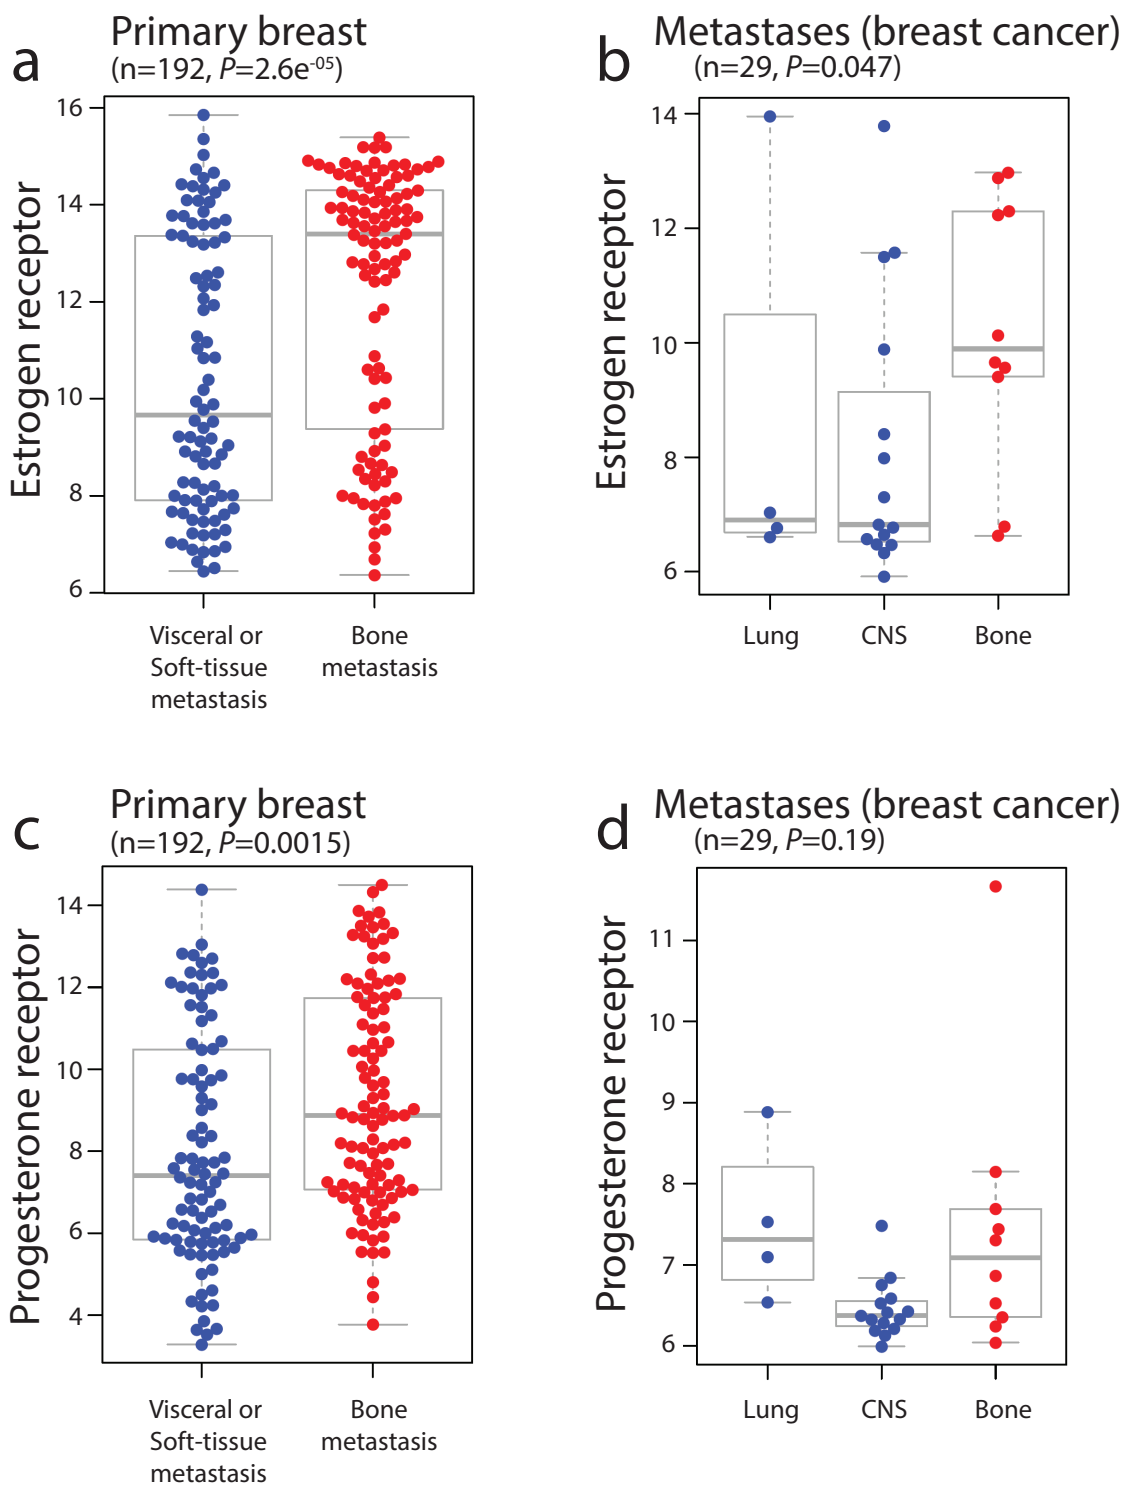 a
Primary breast
(n=192, P=2.6e-05)
Estrogen receptor
16
14
12
10
8
6
Visceral or
Soft-tissue
metastasis
Bone
metastasis
b
Metastases (breast cancer)
(n=29, P=0.047)
Estrogen receptor
14
12
10
8
6
Lung
CNS
Bone
c
Primary breast
(n=192, P=0.0015)
Progesterone receptor
14
12
10
8
6
4
Visceral or
Soft-tissue
metastasis
Bone
metastasis
d
Metastases (breast cancer)
(n=29, P=0.19)
Progesterone receptor
11
10
9
8
7
6
Lung
CNS
Bone